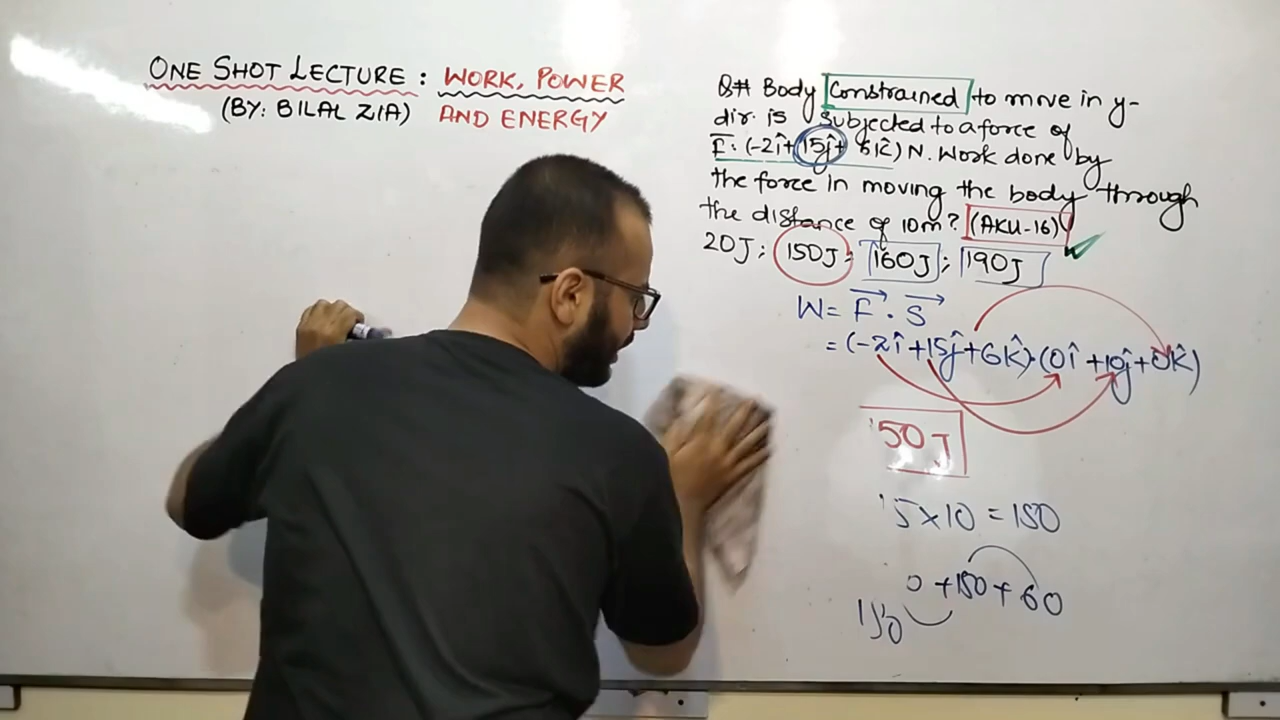 ONE SHOT LECTURE : WORK, POWER
(BY: BILAL ZIA) AND ENERGY
Q# Body Constrained to move in y-
dir. is subjected to a force of
F: (-2î + 15ĵ + 6k̂) N. Work done by
the force in moving the body through
the distance of 10m? (AKU-16)
20J; 150J; 160J; 190J
W = F . S
= (-2î + 15ĵ + 6k̂).(0î + 10ĵ + 0k̂)
150J
15 x 10 = 150
0 + 150 + 60